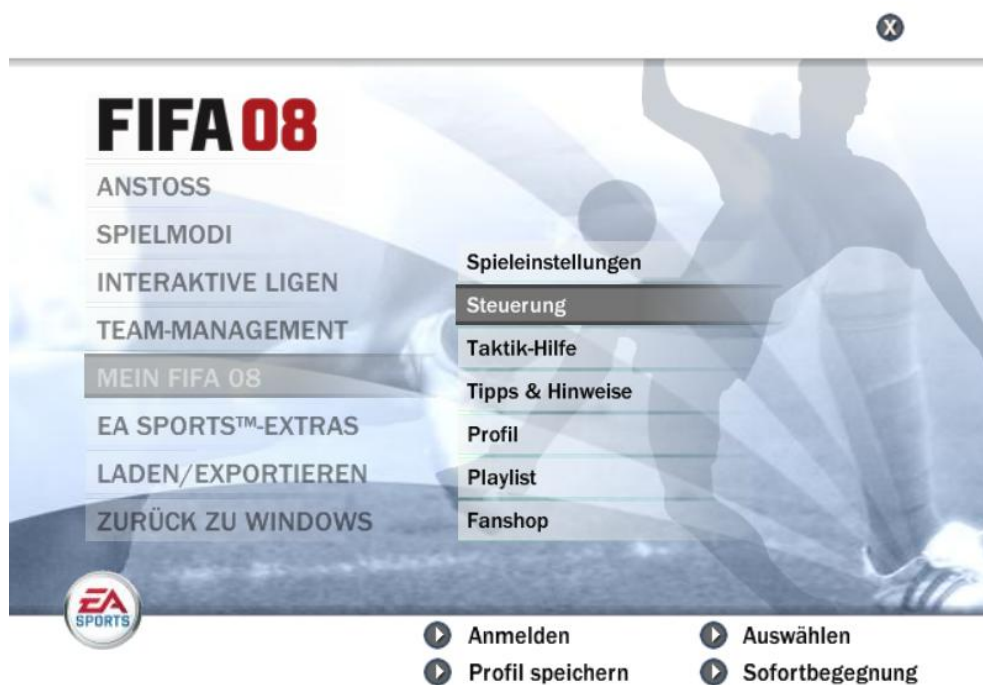 X
FIFA 08
ANSTOSS
SPIELMODI
INTERAKTIVE LIGEN
TEAM-MANAGEMENT
MEIN FIFA 08
EA SPORTS™-EXTRAS
LADEN/EXPORTIEREN
ZURÜCK ZU WINDOWS
Spieleinstellungen
Steuerung
Taktik-Hilfe
Tipps & Hinweise
Profil
Playlist
Fanshop
EA
SPORTS
Anmelden
Auswählen
Profil speichern
Sofortbegegnung